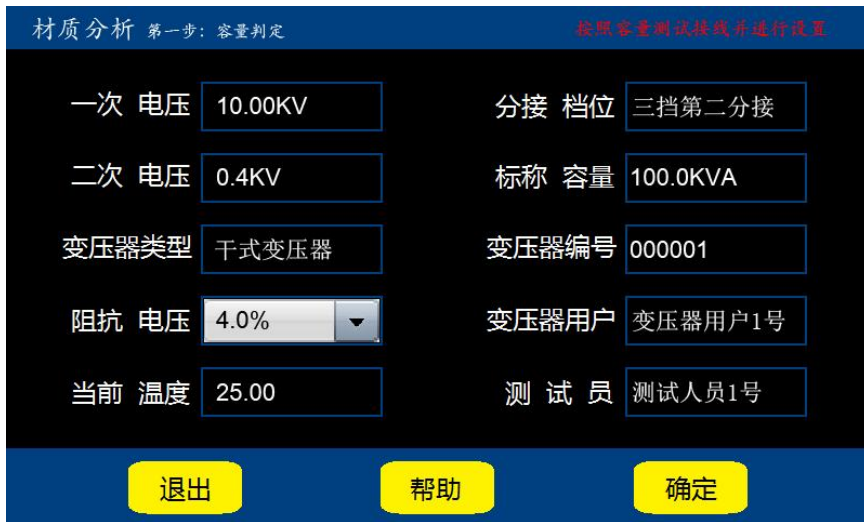 材质分析 第一步：容量判定 按照容量测试接线并进行设置
一次 电压 10.00KV 分接 档位 三挡第二分接
二次 电压 0.4KV 标称 容量 100.0KVA
变压器类型 干式变压器 变压器编号 000001
阻抗 电压 4.0% 变压器用户 变压器用户1号
当前 温度 25.00 测 试 员 测试人员1号
退出 帮助 确定